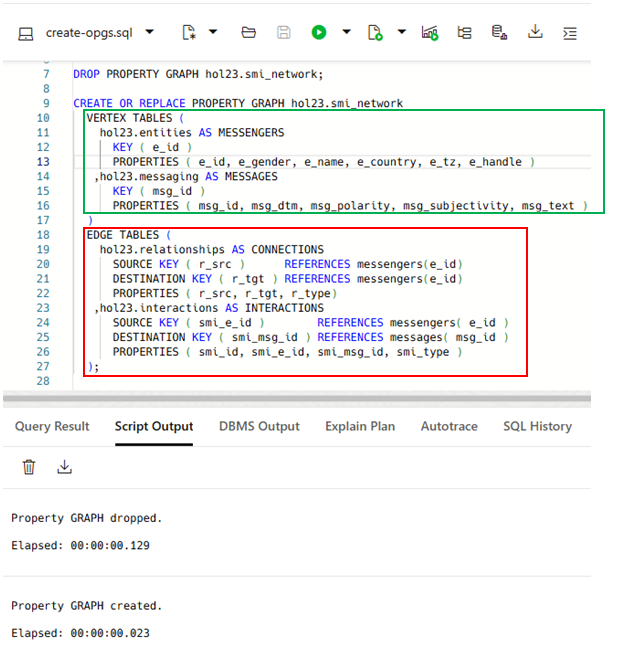 create-opgs.sql
6
7 DROP PROPERTY GRAPH hol23.smi_network;
8
9 CREATE OR REPLACE PROPERTY GRAPH hol23.smi_network
10 VERTEX TABLES (
11 hol23.entities AS MESSENGERS
12 KEY ( e_id )
13 PROPERTIES ( e_id, e_gender, e_name, e_country, e_tz, e_handle )
14 ,hol23.messaging AS MESSAGES
15 KEY ( msg_id )
16 PROPERTIES ( msg_id, msg_dtm, msg_polarity, msg_subjectivity, msg_text )
17 )
18 EDGE TABLES (
19 hol23.relationships AS CONNECTIONS
20 SOURCE KEY ( r_src ) REFERENCES messengers(e_id)
21 DESTINATION KEY ( r_tgt ) REFERENCES messengers(e_id)
22 PROPERTIES ( r_src, r_tgt, r_type)
23 ,hol23.interactions AS INTERACTIONS
24 SOURCE KEY ( smi_e_id ) REFERENCES messengers( e_id )
25 DESTINATION KEY ( smi_msg_id ) REFERENCES messages( msg_id )
26 PROPERTIES ( smi_id, smi_e_id, smi_msg_id, smi_type )
27 );
28
Query Result Script Output DBMS Output Explain Plan Autotrace SQL History
Property GRAPH dropped.
Elapsed: 00:00:00.129
Property GRAPH created.
Elapsed: 00:00:00.023